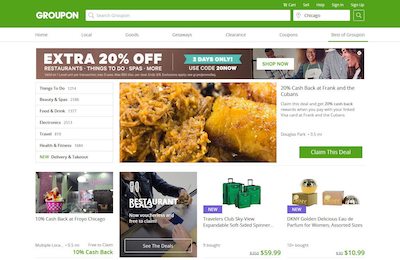 GROUPON
Search Groupon
Chicago
Cart
Sell
Help
Sign In
Sign Up
Home
Local
Goods
Getaways
Clearance
Coupons
Best of Groupon
EXTRA 20% OFF
RESTAURANTS · THINGS TO DO · SPAS · MORE
2 DAYS ONLY!
USE CODE 20NOW
SHOP NOW
Things To Do 1214
Beauty & Spas 2186
Food & Drink 1317
Electronics 2513
Travel 819
Health & Fitness 1684
NEW Delivery & Takeout
20% Cash Back at Frank and the Cubans
Claim this deal and get 20% cash back
rewards when you pay with your linked
Visa card at Frank and the Cubans.
Douglas Park • 0.5 mi
Claim This Deal
10% Cash Back at Froyo Chicago
Multiple Loca... • 0.5 mi
Free to Claim
10% Cash Back
RESTAURANT
DEALS
Now voucherless and free to claim!
See The Deals
NEW
Travelers Club Sky-View
Expandable Soft-Sided Spinner...
9 bought
$59.99
NEW
DKNY Golden Delicious Eau de
Parfum for Women; Assorted Sizes
10+ bought
$10.99